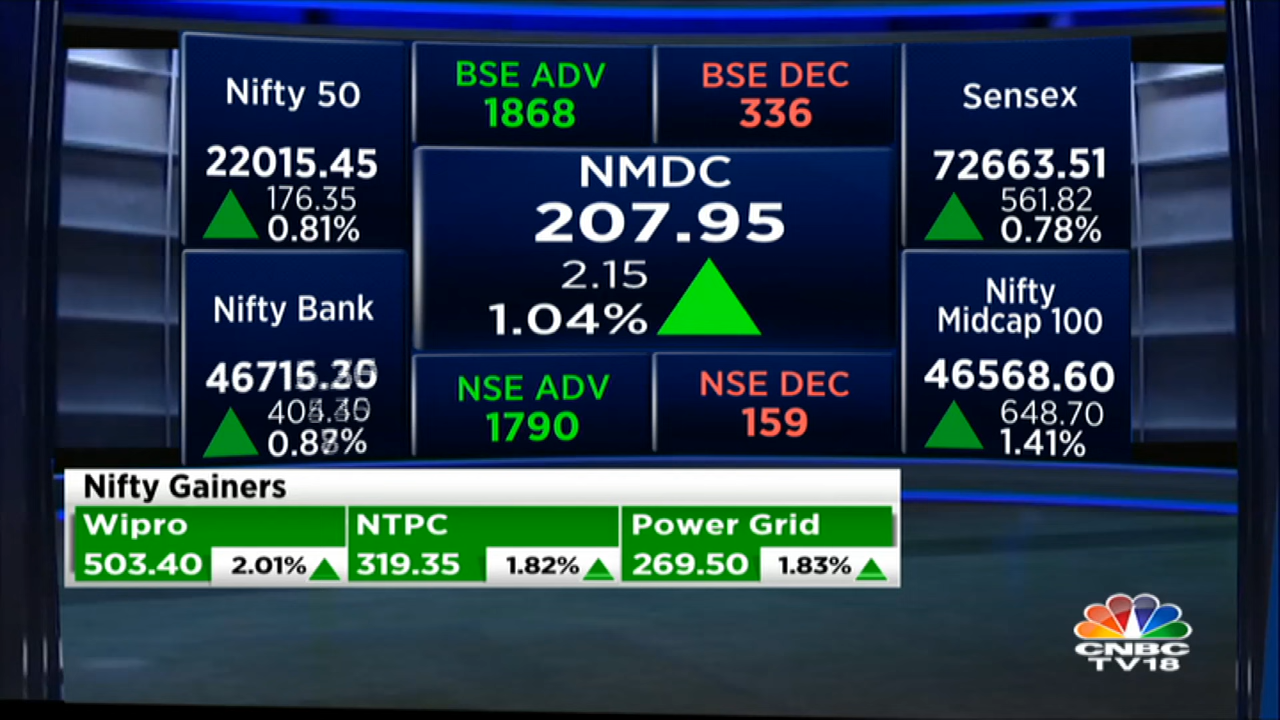 Nifty 50
22015.45
176.35
0.81%
BSE ADV
1868
BSE DEC
336
Sensex
72663.51
561.82
0.78%
NMDC
207.95
2.15
1.04%
Nifty Bank
NSE ADV
1790
NSE DEC
159
Nifty
Midcap 100
46568.60
648.70
1.41%
Nifty Gainers
Wipro
503.40 2.01%
NTPC
319.35 1.82%
Power Grid
269.50 1.83%
CNBC
TV18